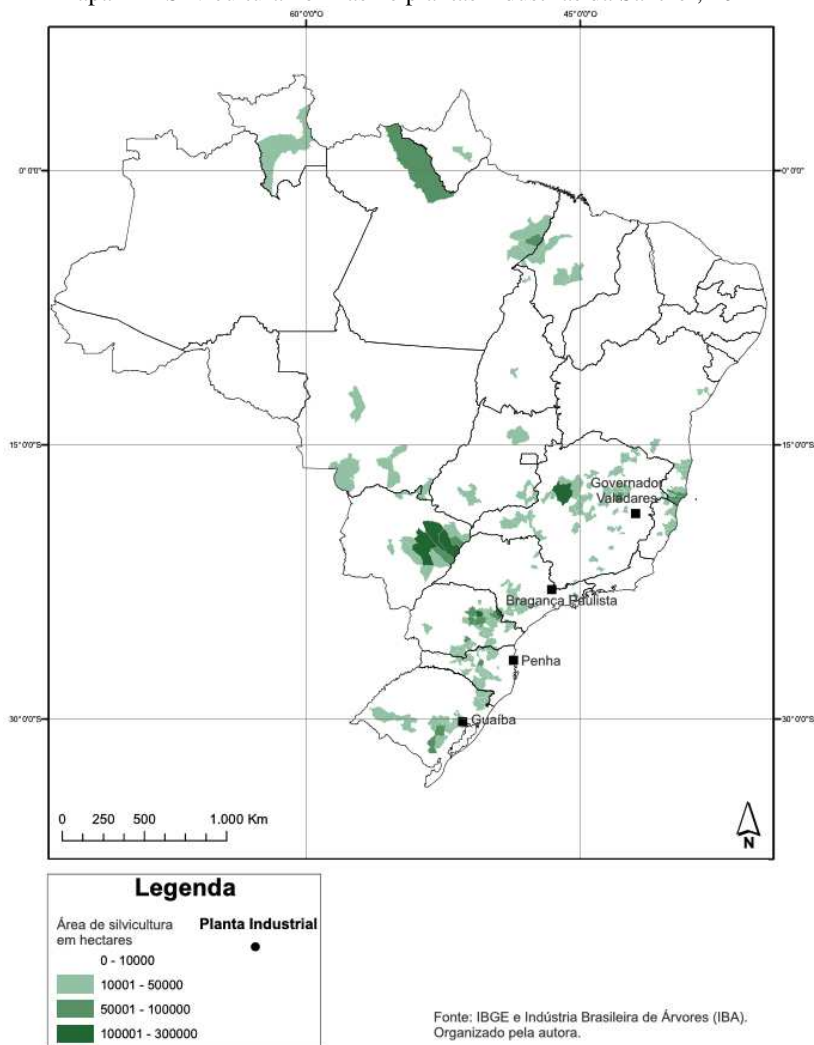 60°0'0"
45°0'0"
0°0'0"
0°0'0"
15°0'0"S
15°0'0"S
Governador
Valadares
Bragança Paulista
Penha
30°0'0"S
Guaíba
30°0'0"S
0 250 500 1.000 Km
N
Legenda
Área de silvicultura
em hectares
Planta Industrial
0 - 10000
10001 - 50000
50001 - 100000
100001 - 300000
Fonte: IBGE e Indústria Brasileira de Árvores (IBA).
Organizado pela autora.